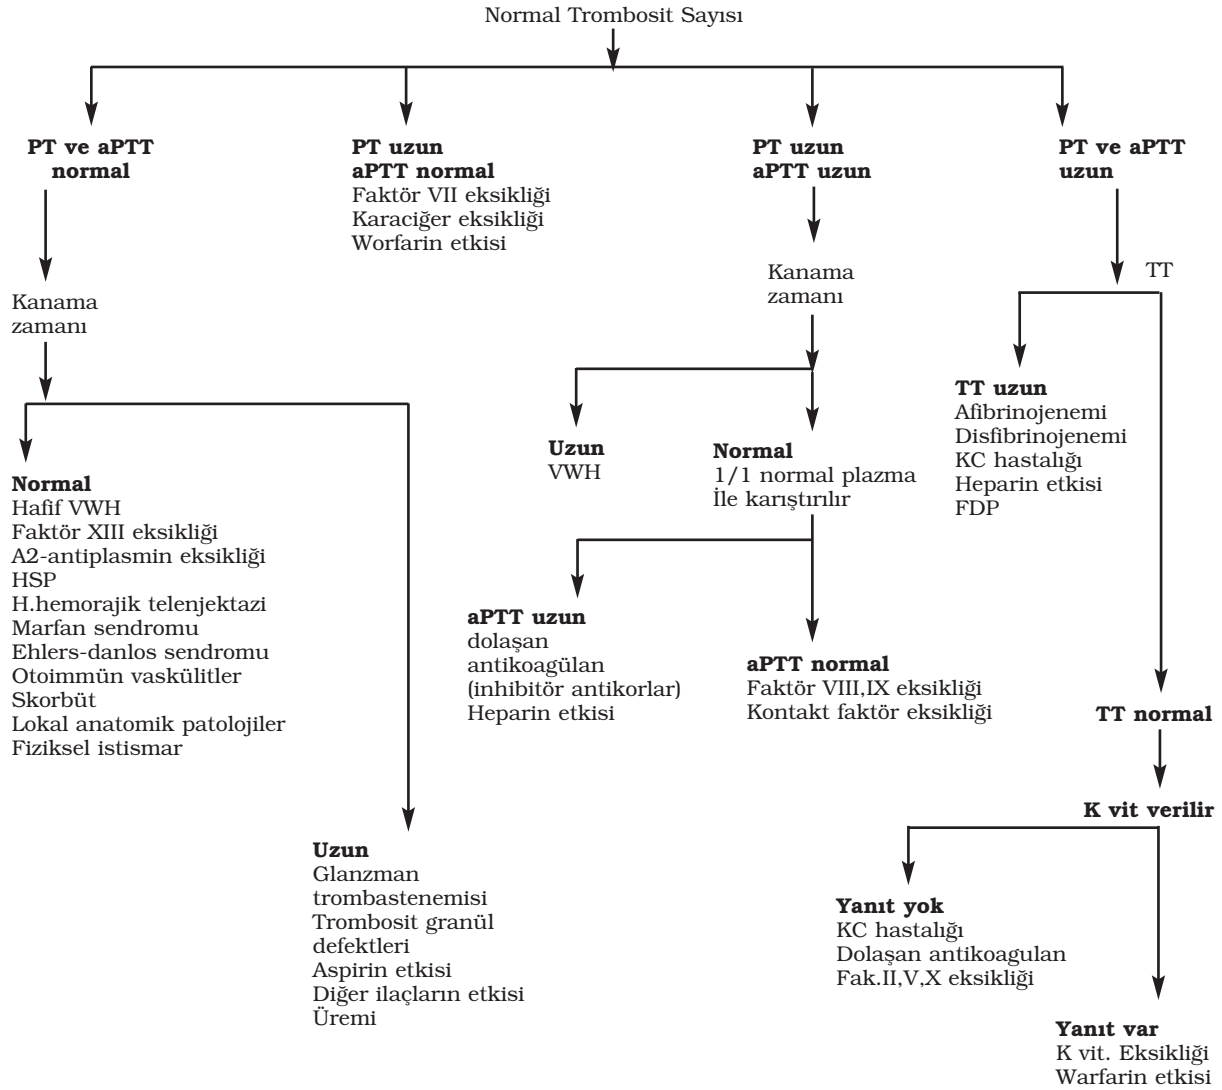 Normal Trombosit Sayısı
PT ve aPTT
normal
Kanama
zamanı
Normal
Hafif VWH
Faktör XIII eksikliği
A2-antiplasmin eksikliği
HSP
H.hemorajik telenjektazi
Marfan sendromu
Ehlers-danlos sendromu
Otoimmün vaskülitler
Skorbüt
Lokal anatomik patolojiler
Fiziksel istismar
Uzun
Glanzman
trombastenemisi
Trombosit granül
defektleri
Aspirin etkisi
Diğer ilaçların etkisi
Üremi
PT uzun
aPTT normal
Faktör VII eksikliği
Karaciğer eksikliği
Worfarin etkisi
PT uzun
aPTT uzun
Kanama
zamanı
Uzun
VWH
Normal
1/1 normal plazma
İle karıştırılır
aPTT uzun
dolaşan
antikoagülan
(inhibitör antikorlar)
Heparin etkisi
aPTT normal
Faktör VIII,IX eksikliği
Kontakt faktör eksikliği
PT ve aPTT
uzun
TT
TT uzun
Afibrinojenemi
Disfibrinojenemi
KC hastalığı
Heparin etkisi
FDP
TT normal
K vit verilir
Yanıt yok
KC hastalığı
Dolaşan antikoagulan
Fak.II,V,X eksikliği
Yanıt var
K vit. Eksikliği
Warfarin etkisi